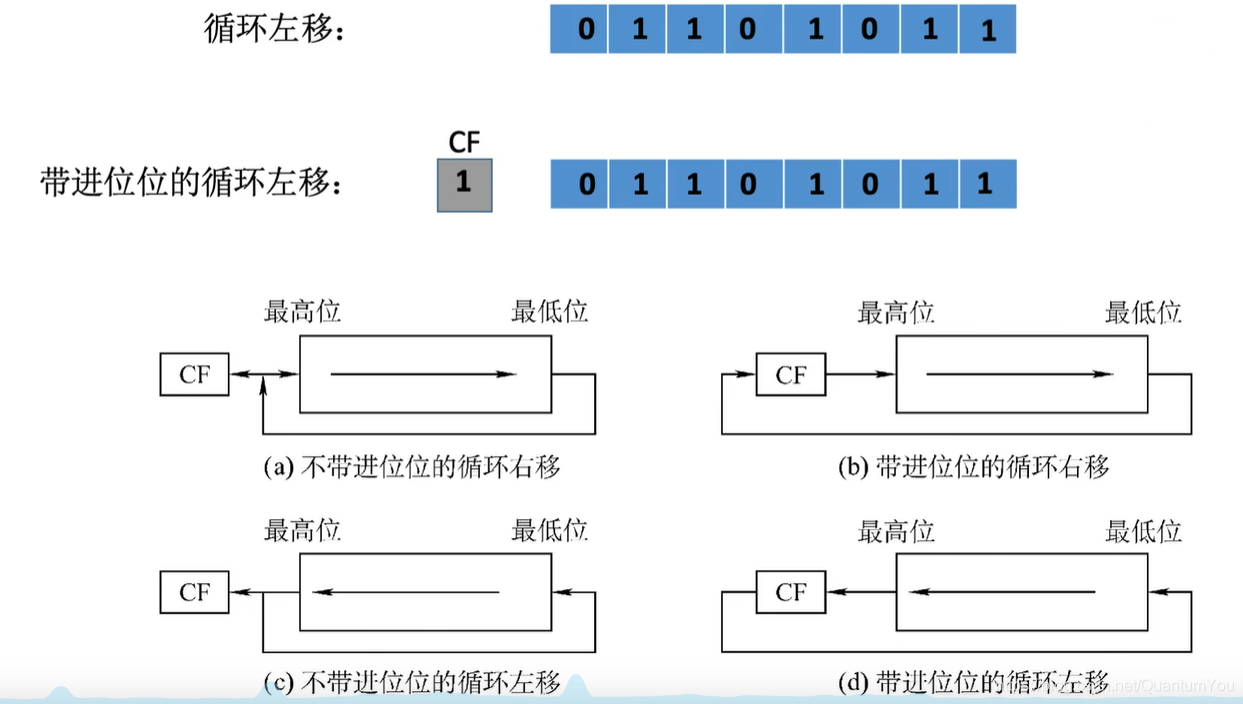 循环左移： 0 1 1 0 1 0 1 1
CF
带进位位的循环左移： 1 0 1 1 0 1 0 1 1
最高位 最低位 最高位 最低位
CF CF
(a) 不带进位位的循环右移 (b) 带进位位的循环右移
最高位 最低位 最高位 最低位
CF CF
(c) 不带进位位的循环左移 (d) 带进位位的循环左移
.net/QuantumYou